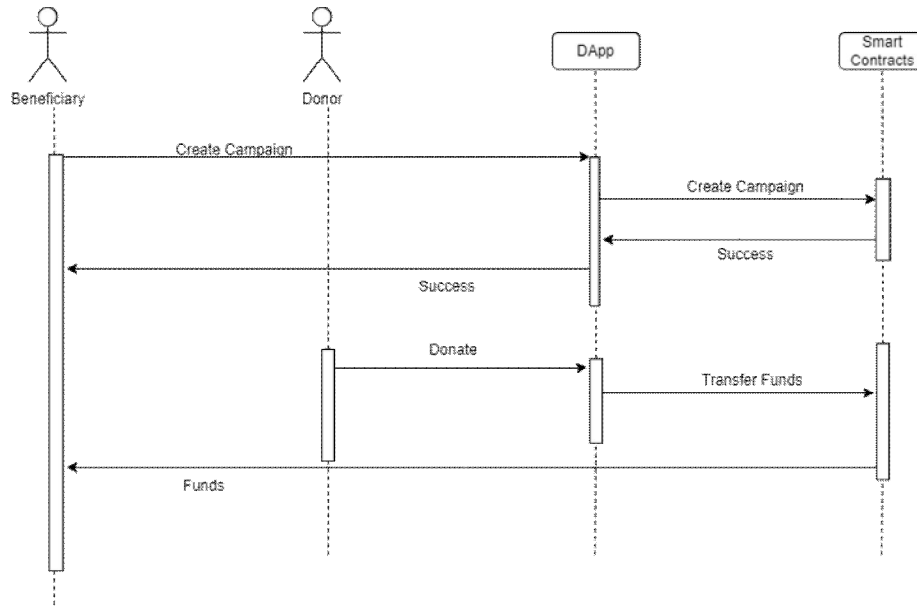 Beneficiary
Donor
DApp
Smart
Contracts
Create Campaign
Create Campaign
Success
Success
Donate
Transfer Funds
Funds